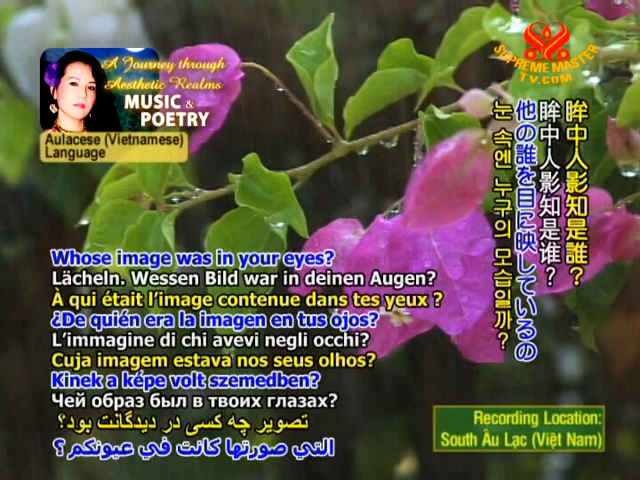 SUPREME MASTER
TV.COM
A Journey through
Aesthetic Realms
MUSIC &
POETRY
Aulacese (Vietnamese)
Language
眸中人影知是誰？
眸中人影知是谁？
他の誰を目に映しているの
눈 속엔 누구의 모습일까?
Whose image was in your eyes?
Lächeln. Wessen Bild war in deinen Augen?
À qui était l'image contenue dans tes yeux ?
¿De quién era la imagen en tus ojos?
L'immagine di chi avevi negli occhi?
Cuja imagem estava nos seus olhos?
Kinek a képe volt szemedben?
Чей образ был в твоих глазах?
تصویر چه کسی در دیدگانت بود؟
التي صورتها كانت في عيونكم؟
Recording Location:
South Âu Lạc (Việt Nam)